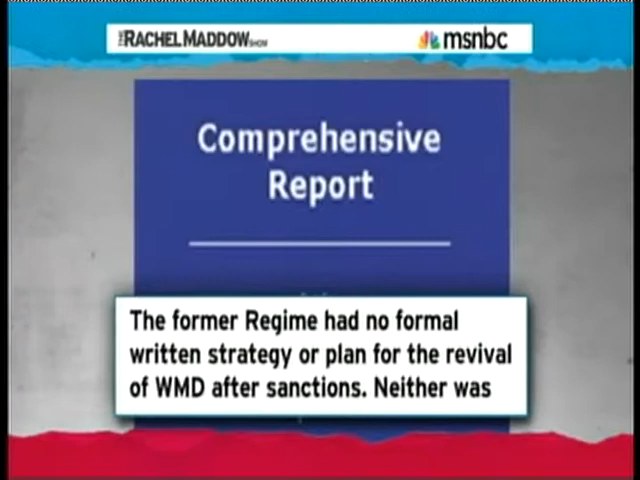 THE RACHEL MADDOW SHOW msnbc
Comprehensive
Report
The former Regime had no formal
written strategy or plan for the revival
of WMD after sanctions. Neither was